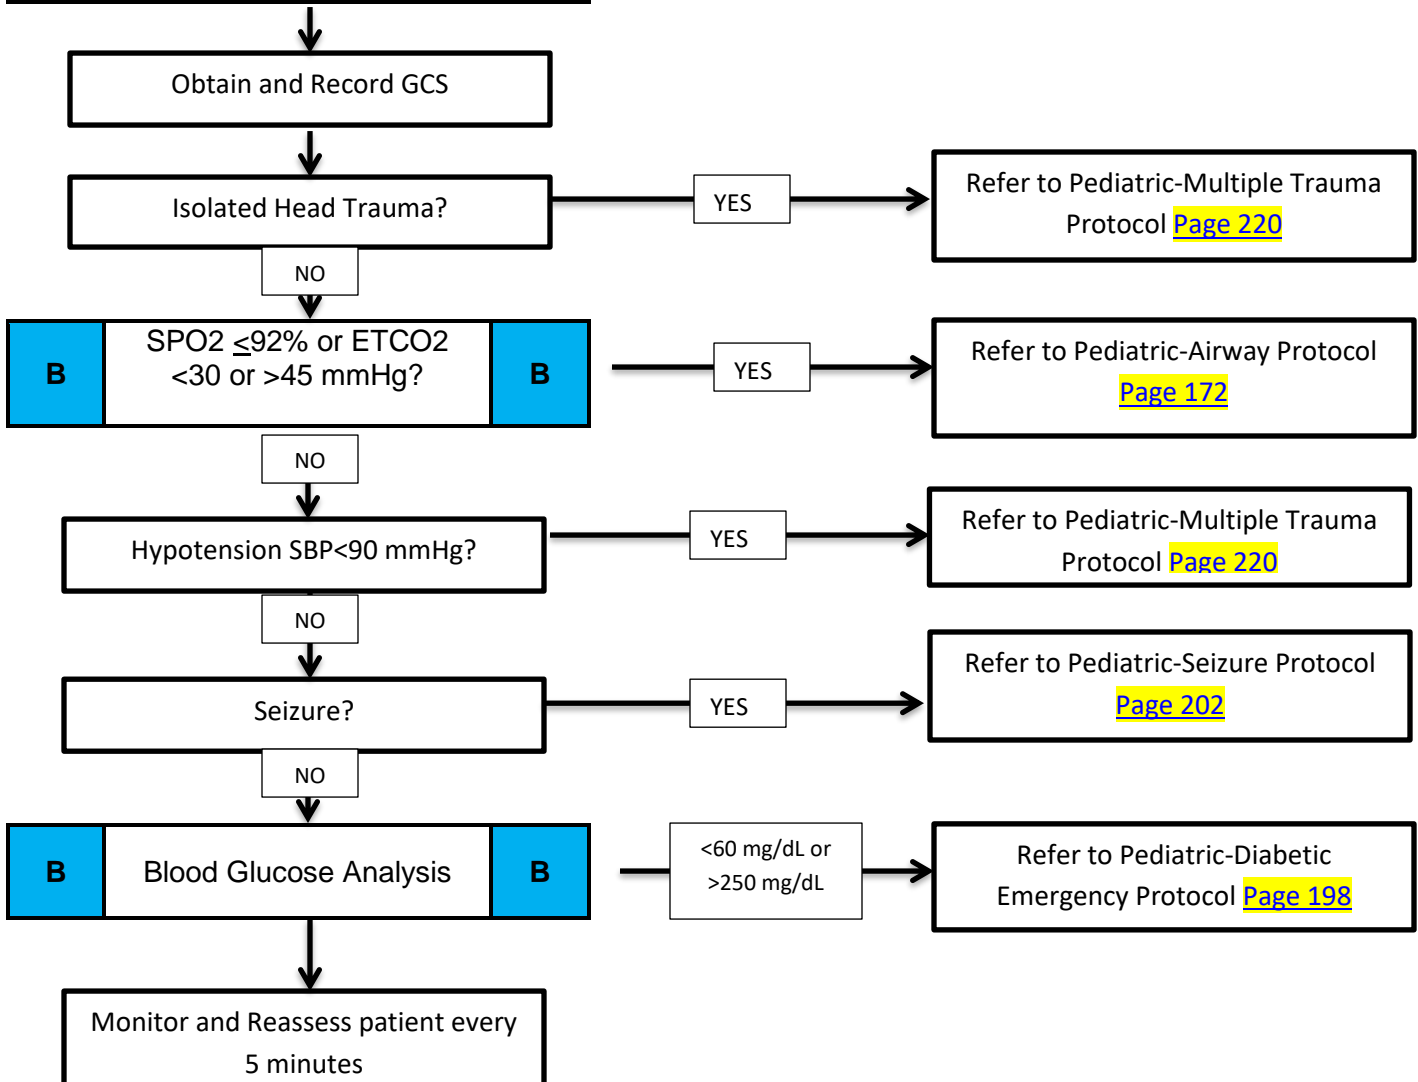 Obtain and Record GCS
Isolated Head Trauma?
YES
Refer to Pediatric-Multiple Trauma
Protocol Page 220
NO
B
SPO2 <92% or ETCO2
<30 or >45 mmHg?
B
YES
Refer to Pediatric-Airway Protocol
Page 172
NO
Hypotension SBP<90 mmHg?
YES
Refer to Pediatric-Multiple Trauma
Protocol Page 220
NO
Seizure?
YES
Refer to Pediatric-Seizure Protocol
Page 202
NO
B
Blood Glucose Analysis
B
<60 mg/dL or
>250 mg/dL
Refer to Pediatric-Diabetic
Emergency Protocol Page 198
Monitor and Reassess patient every
5 minutes